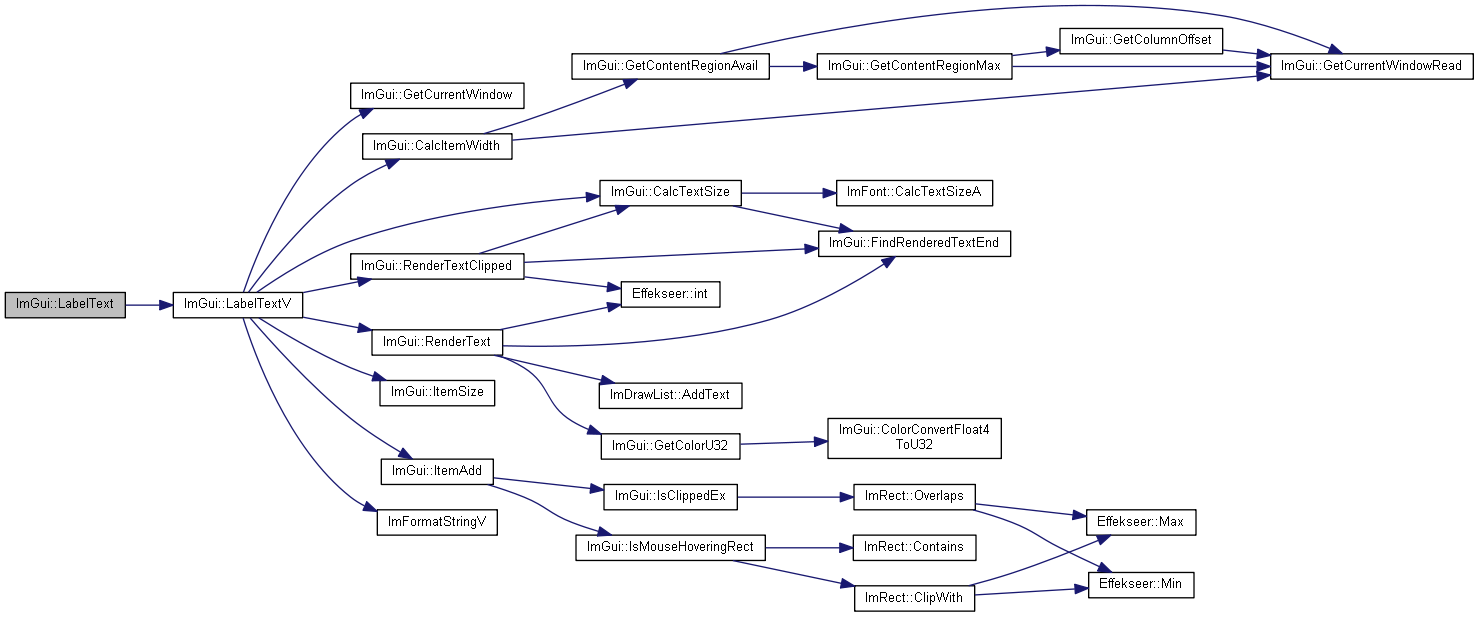 ImGui::GetColumnOffset
ImGui::GetContentRegionAvail
ImGui::GetContentRegionMax
ImGui::GetCurrentWindowRead
ImGui::GetCurrentWindow
ImGui::CalcItemWidth
ImGui::CalcTextSize
ImFont::CalcTextSizeA
ImGui::FindRenderedTextEnd
ImGui::RenderTextClipped
Effekseer::int
ImGui::LabelText
ImGui::LabelTextV
ImGui::RenderText
ImGui::ItemSize
ImDrawList::AddText
ImGui::GetColorU32
ImGui::ColorConvertFloat4
ToU32
ImGui::ItemAdd
ImGui::IsClippedEx
ImRect::Overlaps
ImFormatStringV
Effekseer::Max
ImGui::IsMouseHoveringRect
ImRect::Contains
Effekseer::Min
ImRect::ClipWith